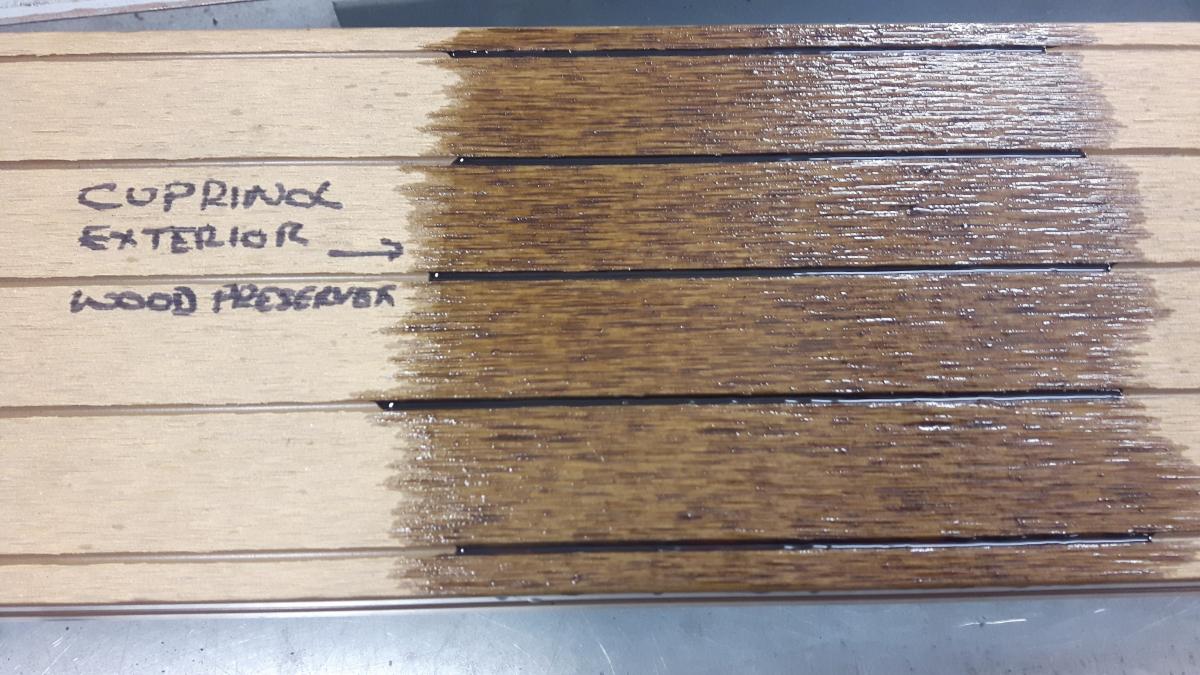 CUPRINOL
EXTERIOR →
WOOD PRESERVER